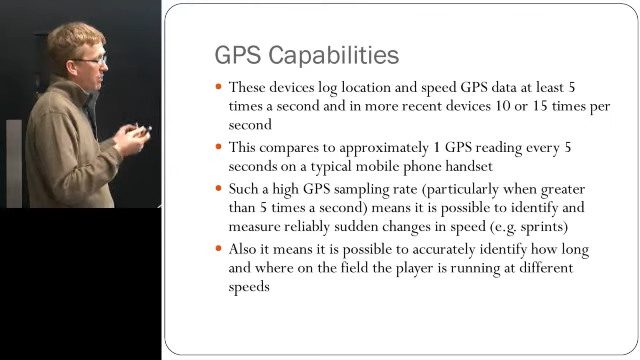 GPS Capabilities
• These devices log location and speed GPS data at least 5
times a second and in more recent devices 10 or 15 times per
second
• This compares to approximately 1 GPS reading every 5
seconds on a typical mobile phone handset
• Such a high GPS sampling rate (particularly when greater
than 5 times a second) means it is possible to identify and
measure reliably sudden changes in speed (e.g. sprints)
• Also it means it is possible to accurately identify how long
and where on the field the player is running at different
speeds